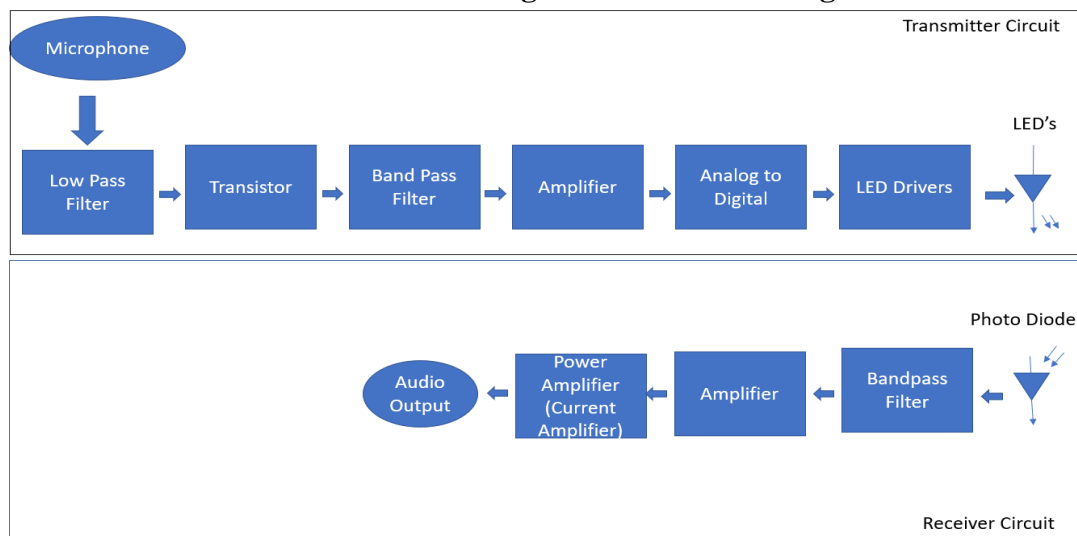 Transmitter Circuit
Microphone
LED's
Low Pass
Filter
Transistor
Band Pass
Filter
Amplifier
Analog to
Digital
LED Drivers
Photo Diode
Audio
Output
Power
Amplifier
(Current
Amplifier)
Amplifier
Bandpass
Filter
Receiver Circuit